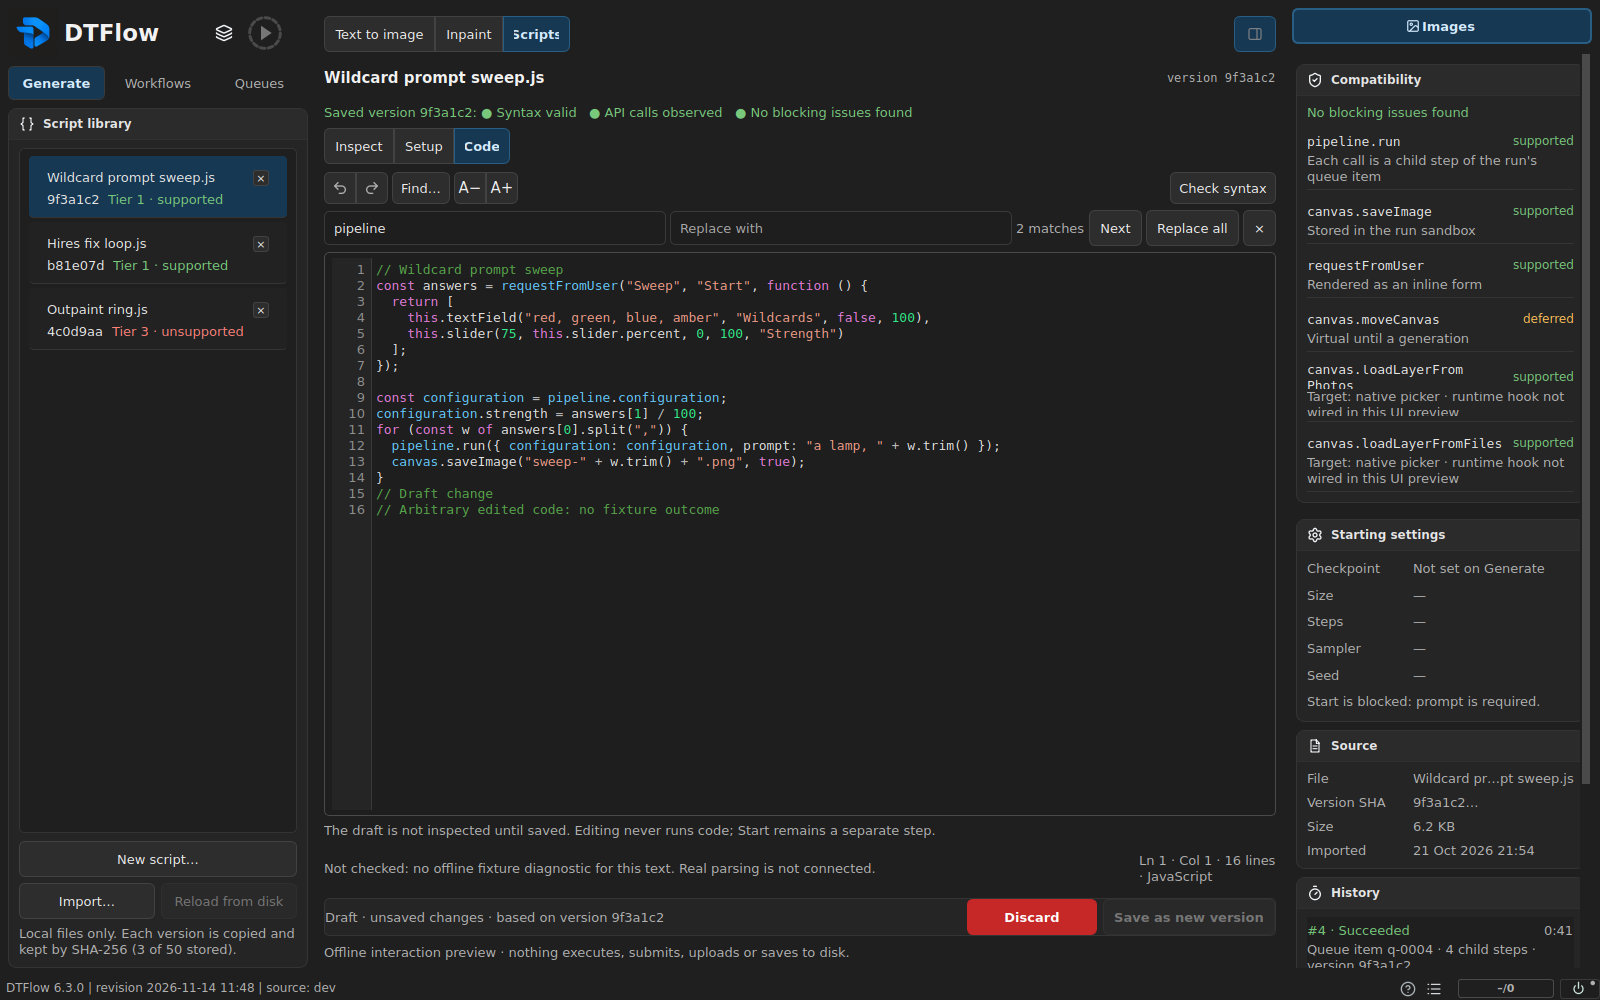 DTFlow
Generate
Workflows
Queues
Script library
Wildcard prompt sweep.js
9f3a1c2 Tier 1 · supported
Hires fix loop.js
b81e07d Tier 1 · supported
Outpaint ring.js
4c0d9aa Tier 3 · unsupported
New script...
Import...
Reload from disk
Local files only. Each version is copied and
kept by SHA-256 (3 of 50 stored).
Text to image
Inpaint
Scripts
Wildcard prompt sweep.js
version 9f3a1c2
Saved version 9f3a1c2: ● Syntax valid ● API calls observed ● No blocking issues found
Inspect
Setup
Code
Find...
A−
A+
Check syntax
pipeline
Replace with
2 matches
Next
Replace all
×
1 // Wildcard prompt sweep
2 const answers = requestFromUser("Sweep", "Start", function () {
3   return [
4     this.textField("red, green, blue, amber", "Wildcards", false, 100),
5     this.slider(75, this.slider.percent, 0, 100, "Strength")
6   ];
7 });
8
9 const configuration = pipeline.configuration;
10 configuration.strength = answers[1] / 100;
11 for (const w of answers[0].split(",")) {
12   pipeline.run({ configuration: configuration, prompt: "a lamp, " + w.trim() });
13   canvas.saveImage("sweep-" + w.trim() + ".png", true);
14 }
15 // Draft change
16 // Arbitrary edited code: no fixture outcome
The draft is not inspected until saved. Editing never runs code; Start remains a separate step.
Not checked: no offline fixture diagnostic for this text. Real parsing is not connected.
Ln 1 · Col 1 · 16 lines
· JavaScript
Draft · unsaved changes · based on version 9f3a1c2
Discard
Save as new version
Offline interaction preview · nothing executes, submits, uploads or saves to disk.
Images
Compatibility
No blocking issues found
pipeline.run supported
Each call is a child step of the run's
queue item
canvas.saveImage supported
Stored in the run sandbox
requestFromUser supported
Rendered as an inline form
canvas.moveCanvas deferred
Virtual until a generation
canvas.loadLayerFrom
Photos
supported
Target: native picker · runtime hook not
wired in this UI preview
canvas.loadLayerFromFiles supported
Target: native picker · runtime hook not
wired in this UI preview
Starting settings
Checkpoint Not set on Generate
Size —
Steps —
Sampler —
Seed —
Start is blocked: prompt is required.
Source
File Wildcard pr...pt sweep.js
Version SHA 9f3a1c2...
Size 6.2 KB
Imported 21 Oct 2026 21:54
History
#4 · Succeeded 0:41
Queue item q-0004 · 4 child steps ·
version 9f3a1c2
DTFlow 6.3.0 | revision 2026-11-14 11:48 | source: dev
–/0